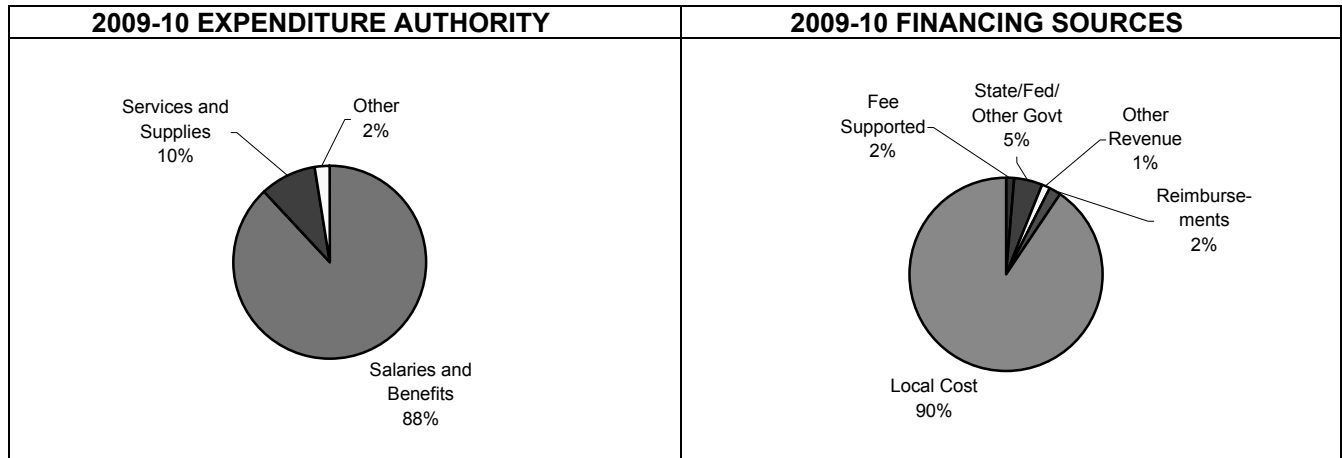 2009-10 EXPENDITURE AUTHORITY
Services and
Supplies
10%
Other
2%
Salaries and
Benefits
88%
2009-10 FINANCING SOURCES
Fee
Supported
2%
State/Fed/
Other Govt
5%
Other
Revenue
1%
Reimburse-
ments
2%
Local Cost
90%